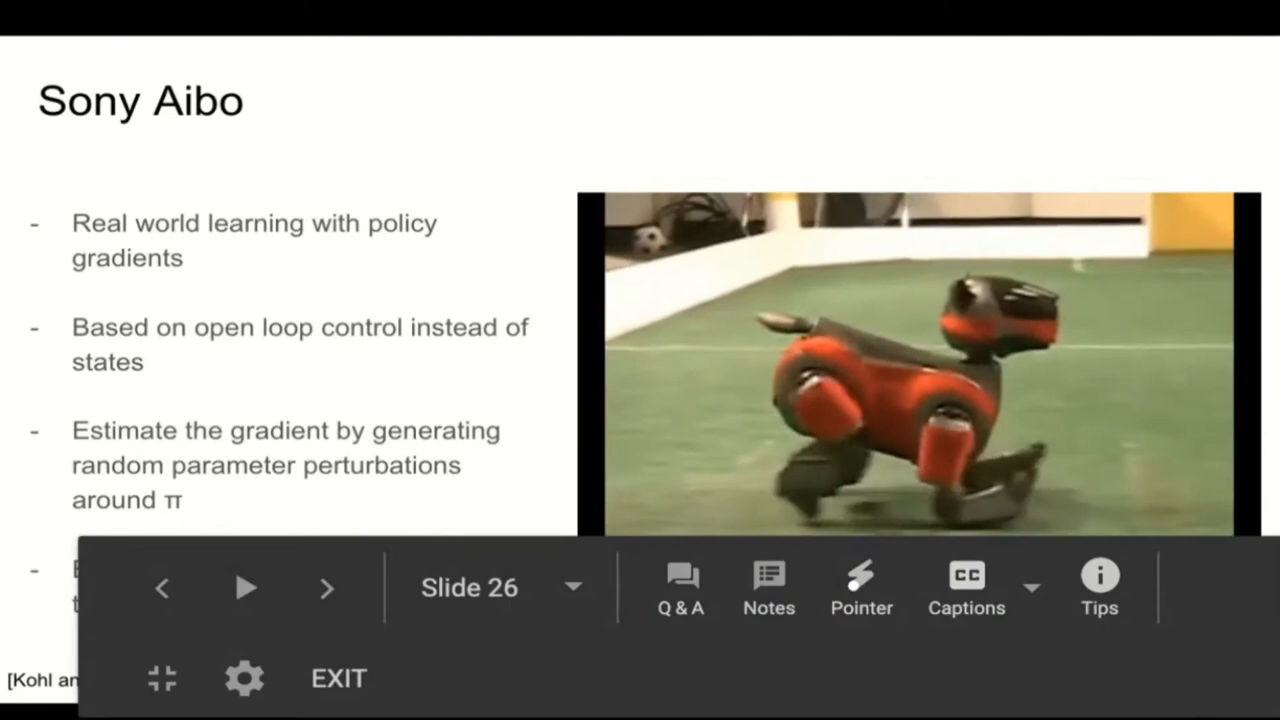 Sony Aibo
- Real world learning with policy
gradients
- Based on open loop control instead of
states
- Estimate the gradient by generating
random parameter perturbations
around π
-
[Kohl an
Slide 26
Q & A
Notes
Pointer
CC
Captions
Tips
EXIT